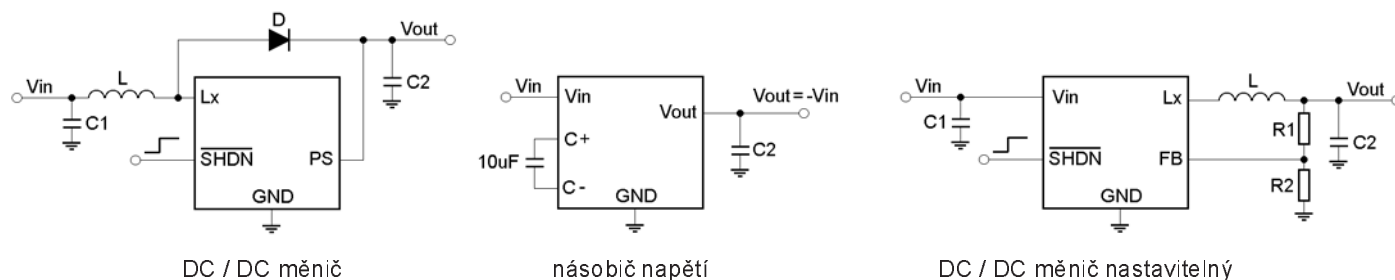 D
Vout
Vin
L
Lx
C2
C1
SHDN
PS
GND
DC / DC měnič
Vin
Vin
Vout = -Vin
Vout
C+
10uF
C2
C-
GND
násobič napětí
Vin
Vin
Lx
L
Vout
C1
R1
C2
SHDN
FB
R2
GND
DC / DC měnič nastavitelný